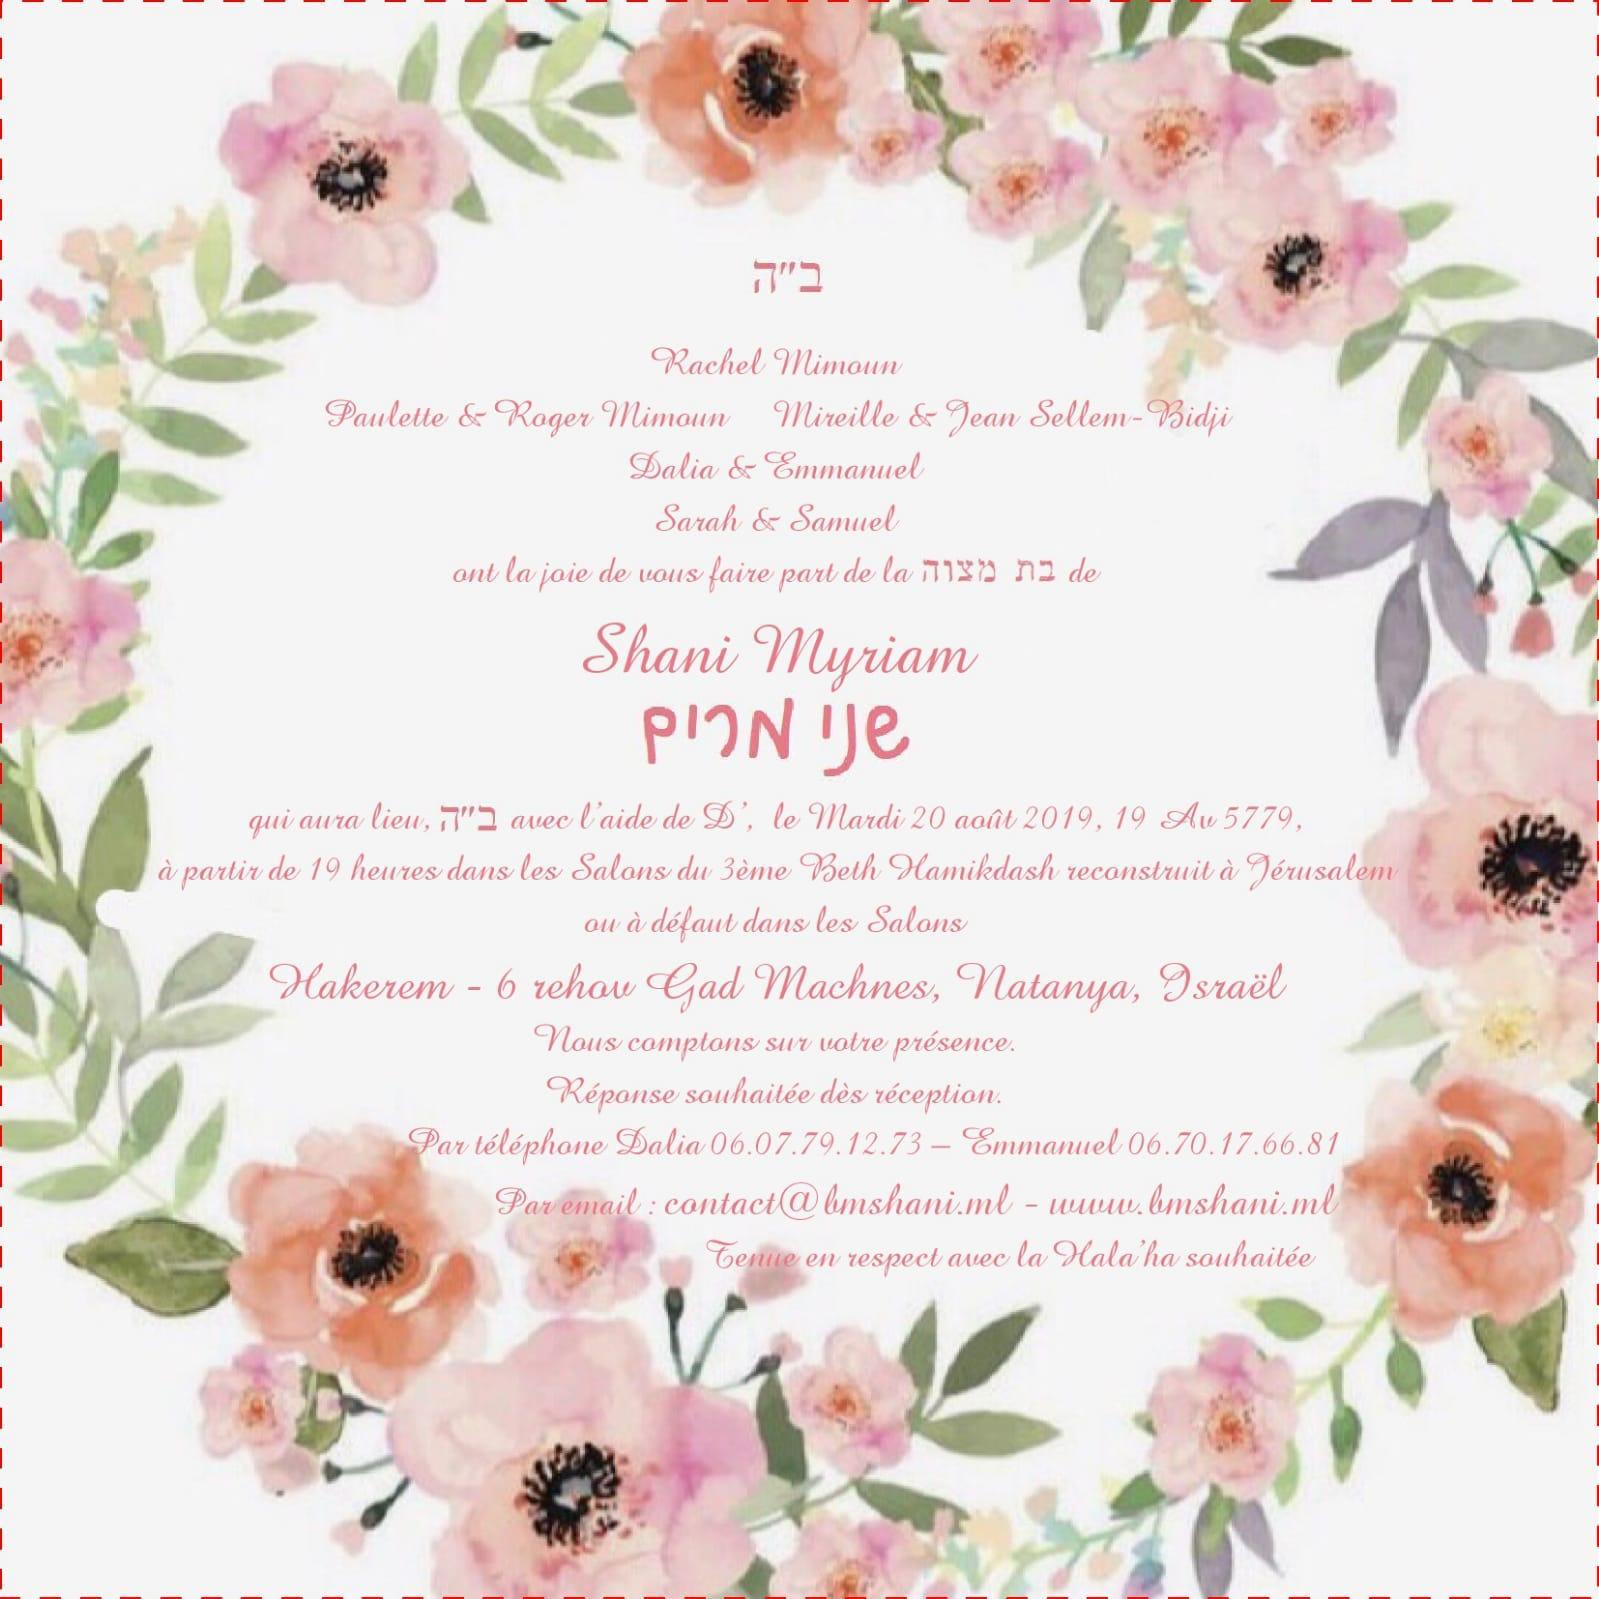 ב"ה
Rachel Mimoun
Paulette & Roger Mimoun Mireille & Jean Sellem-Bidji
Dalia & Emmanuel
Sarah & Samuel
ont la joie de vous faire part de la בת מצוה de
Shani Myriam
שני מרים
qui aura lieu, ב"ה avec l'aide de D', le Mardi 20 août 2019, 19 Av 5779,
à partir de 19 heures dans les Salons du 3ème Beth Hamikdash reconstruit à Jérusalem
ou à défaut dans les Salons
Hakerem - 6 rehov Gad Machnes, Natanya, Israël
Nous comptons sur votre présence.
Réponse souhaitée dès réception.
Par téléphone Dalia 06.07.79.12.73 – Emmanuel 06.70.17.66.81
Par email : contact@bmshani.ml - www.bmshani.ml
Tenue en respect avec la Hala'ha souhaitée